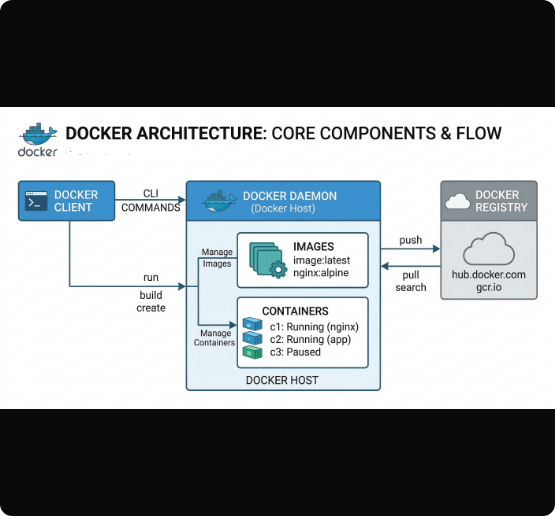 docker
DOCKER ARCHITECTURE: CORE COMPONENTS & FLOW
DOCKER
CLIENT
CLI
COMMANDS
DOCKER DAEMON
(Docker Host)
DOCKER
REGISTRY
Manage
Images
IMAGES
image:latest
nginx:alpine
push
pull
search
hub.docker.com
gcr.io
run
build
create
Manage
Containers
CONTAINERS
c1: Running (nginx)
c2: Running (app)
c3: Paused
DOCKER HOST